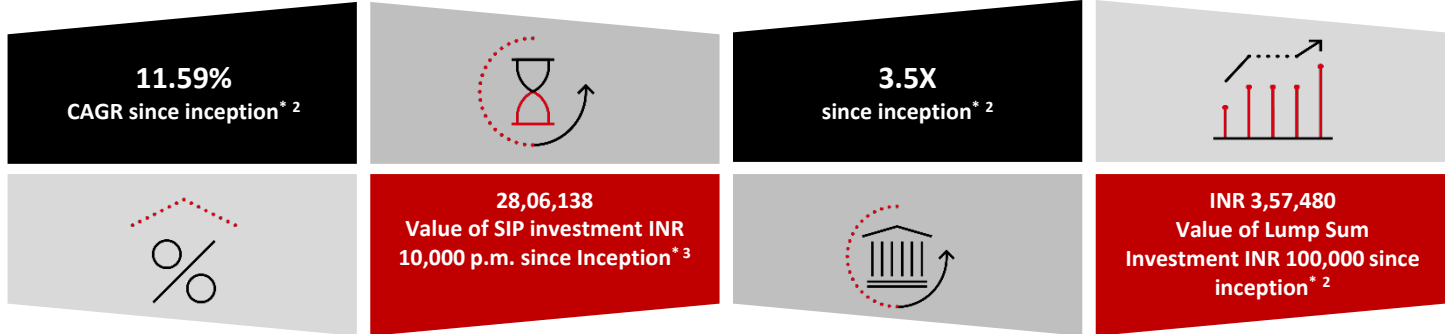 11.59%
CAGR since inception* 2
3.5X
since inception* 2
28,06,138
Value of SIP investment INR
10,000 p.m. since Inception* 3
INR 3,57,480
Value of Lump Sum
Investment INR 100,000 since
inception* 2